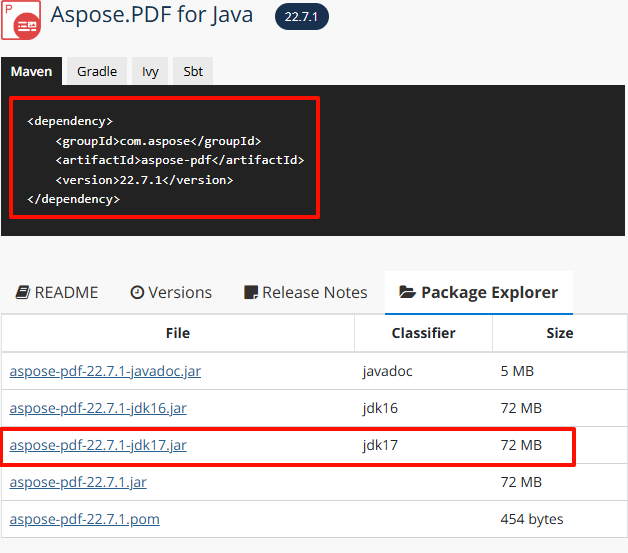 P
Aspose.PDF for Java 22.7.1
Maven Gradle Ivy Sbt
<dependency>
<groupId>com.aspose</groupId>
<artifactId>aspose-pdf</artifactId>
<version>22.7.1</version>
</dependency>
README Versions Release Notes Package Explorer
File Classifier Size
aspose-pdf-22.7.1-javadoc.jar javadoc 5 MB
aspose-pdf-22.7.1-jdk16.jar jdk16 72 MB
aspose-pdf-22.7.1-jdk17.jar jdk17 72 MB
aspose-pdf-22.7.1.jar 72 MB
aspose-pdf-22.7.1.pom 454 bytes